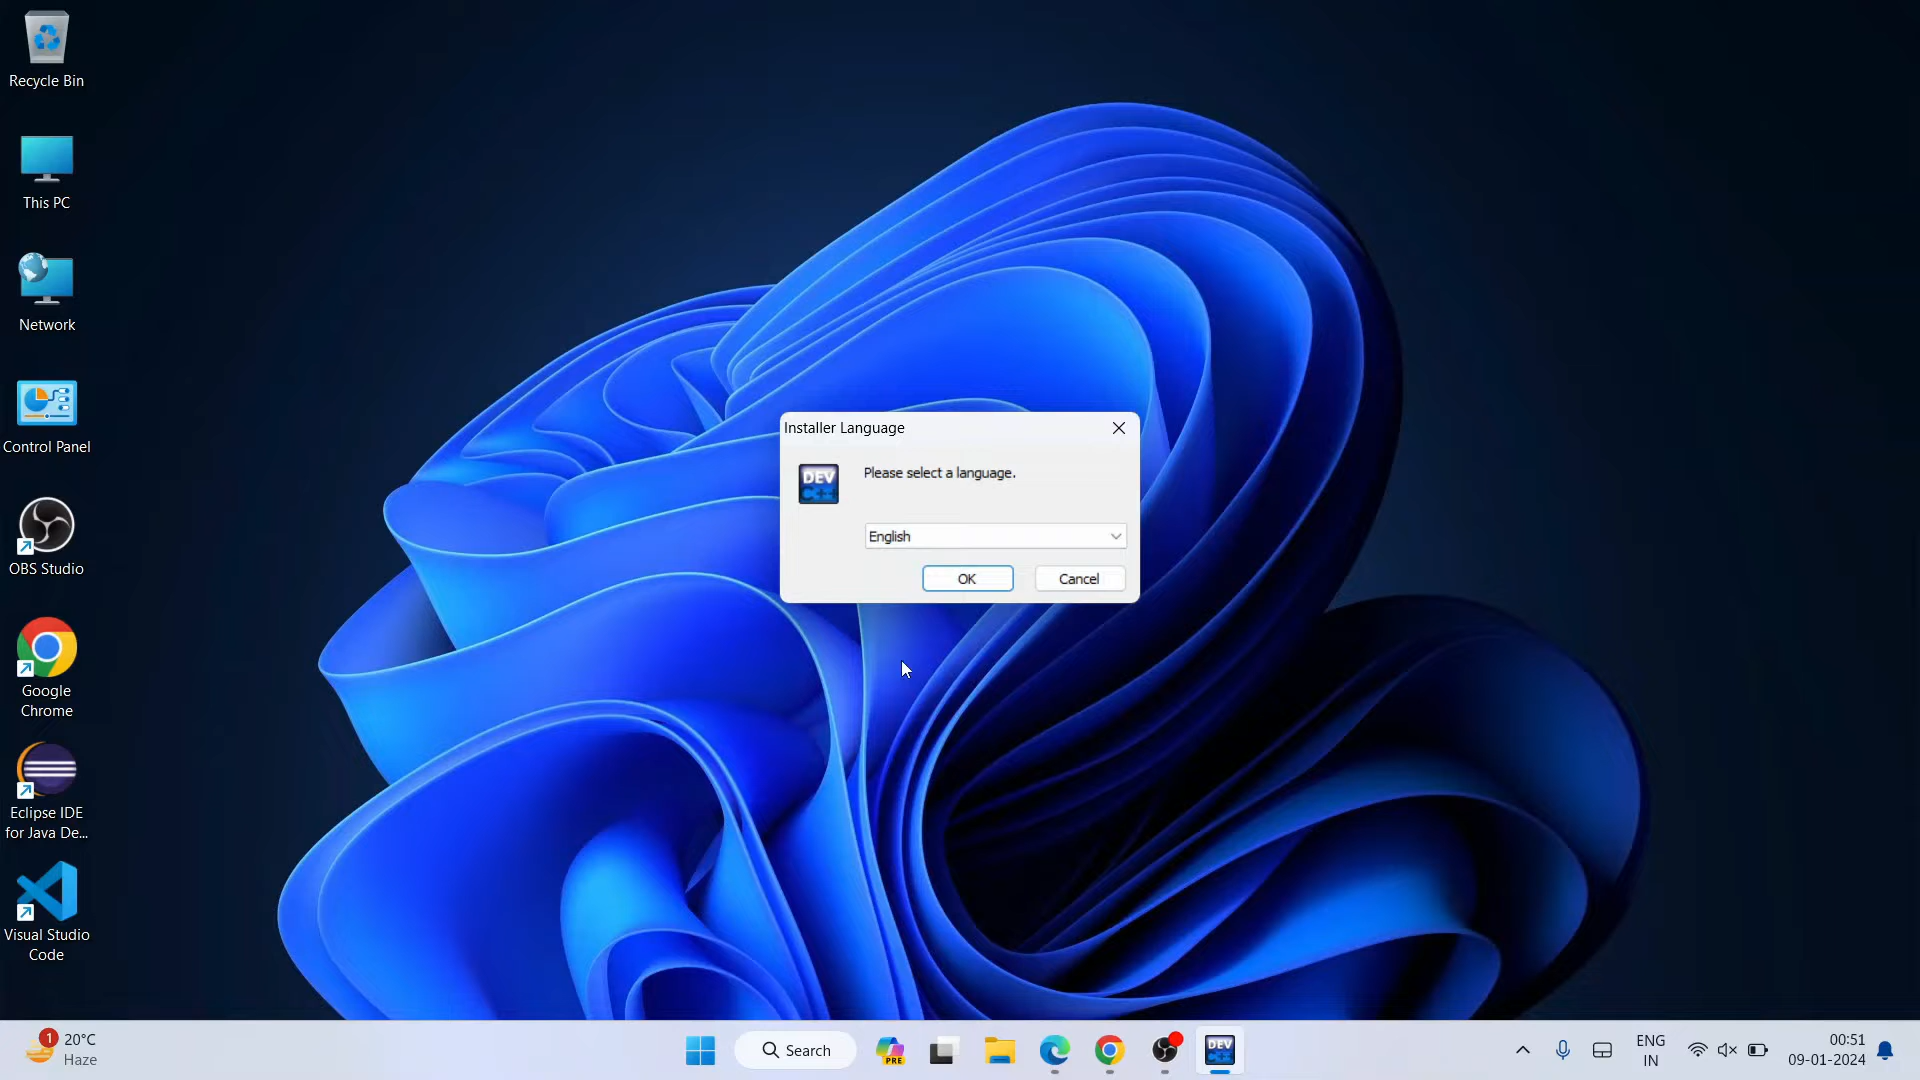 Recycle Bin
This PC
Network
Control Panel
OBS Studio
Google
Chrome
Eclipse IDE
for Java De...
Visual Studio
Code
Installer Language
DEV
C++
Please select a language.
English
OK
Cancel
1
20°C
Haze
Search
PRE
DEV
C++
ENG
IN
00:51
09-01-2024